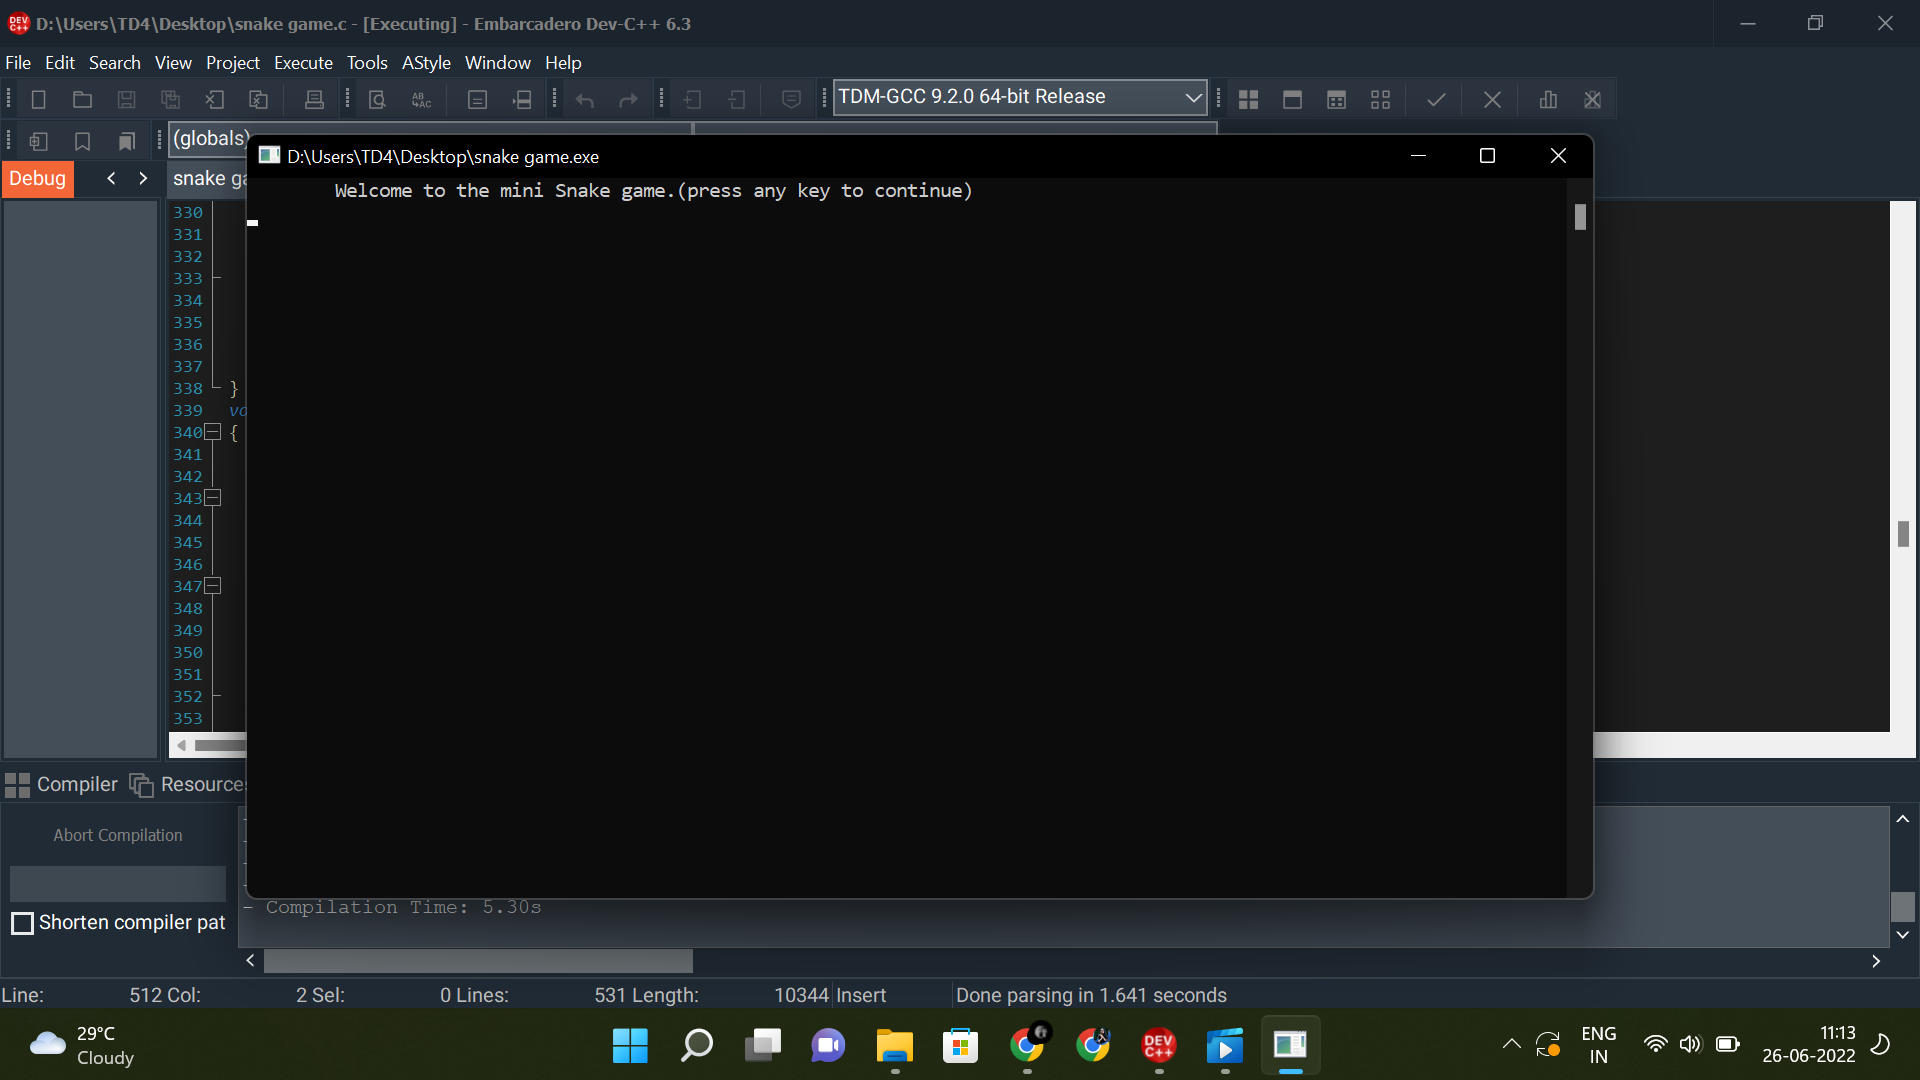 D:\Users\TD4\Desktop\snake game.c - [Executing] - Embarcadero Dev-C++ 6.3
File Edit Search View Project Execute Tools AStyle Window Help
TDM-GCC 9.2.0 64-bit Release
(globals)
D:\Users\TD4\Desktop\snake game.exe
Debug
snake ga
Welcome to the mini Snake game.(press any key to continue)
330
331
332
333
334
335
336
337
338 }
339 vo
340 {
341
342
343
344
345
346
347
348
349
350
351
352
353
Compiler Resources
Abort Compilation
- Compilation Time: 5.30s
Shorten compiler pat
Line: 512 Col: 2 Sel: 0 Lines: 531 Length: 10344 Insert Done parsing in 1.641 seconds
29°C
Cloudy
DEV
C++
ENG
IN
11:13
26-06-2022